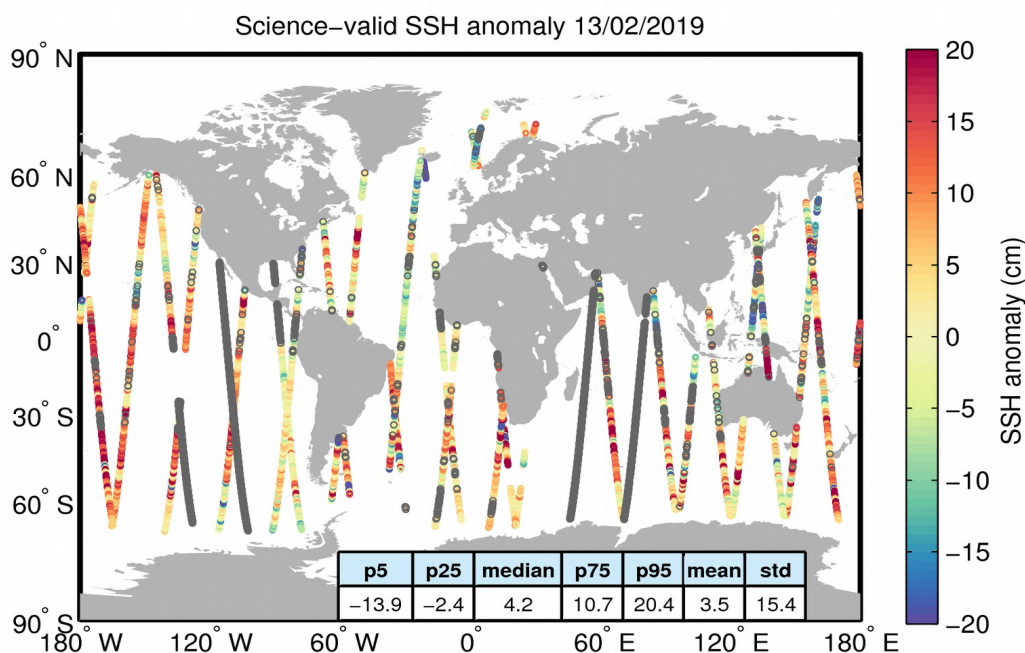 Science−valid SSH anomaly 13/02/2019
90° N
60° N
30° N
0°
30° S
60° S
90° S
180° W
120° W
60° W
0°
60° E
120° E
180° E
20
15
10
5
0
−5
−10
−15
−20
SSH anomaly (cm)
p5 p25 median p75 p95 mean std
−13.9 −2.4 4.2 10.7 20.4 3.5 15.4